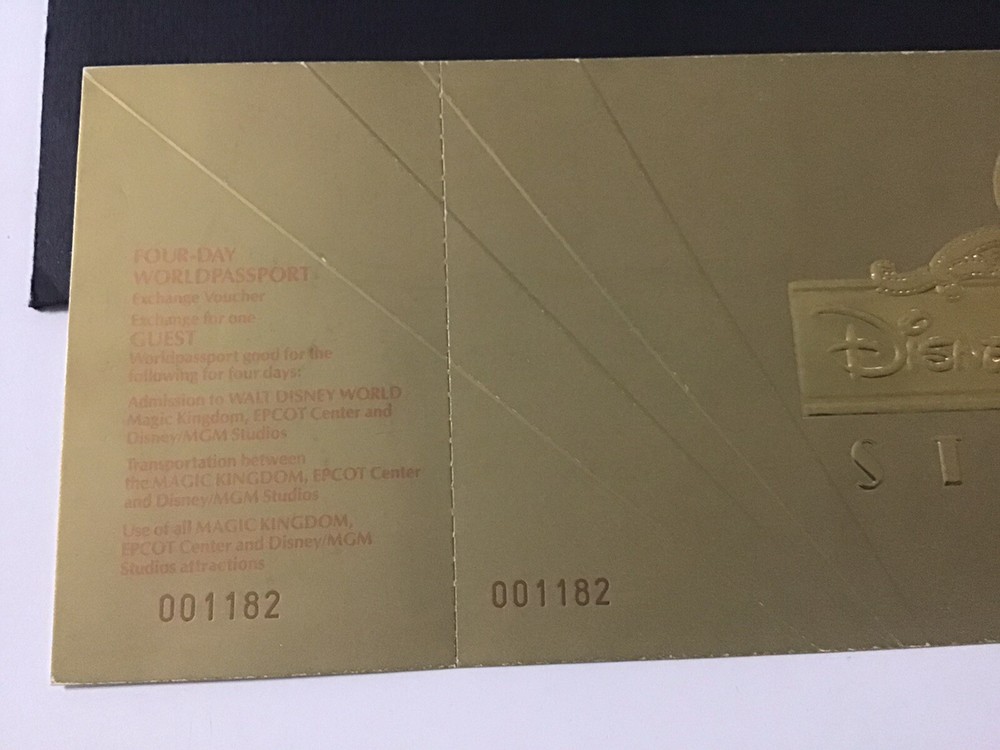 FOUR-DAY
WORLDPASSPORT
Exchange Voucher
Exchange for one
GUEST
Worldpassport good for the
following for four days:
Admission to WALT DISNEY WORLD
Magic Kingdom, EPCOT Center and
Disney/MGM Studios
Transportation between
the MAGIC KINGDOM, EPCOT Center
and Disney/MGM Studios
Use of all MAGIC KINGDOM,
EPCOT Center and Disney/MGM
Studios attractions
001182
001182
Disne
S T